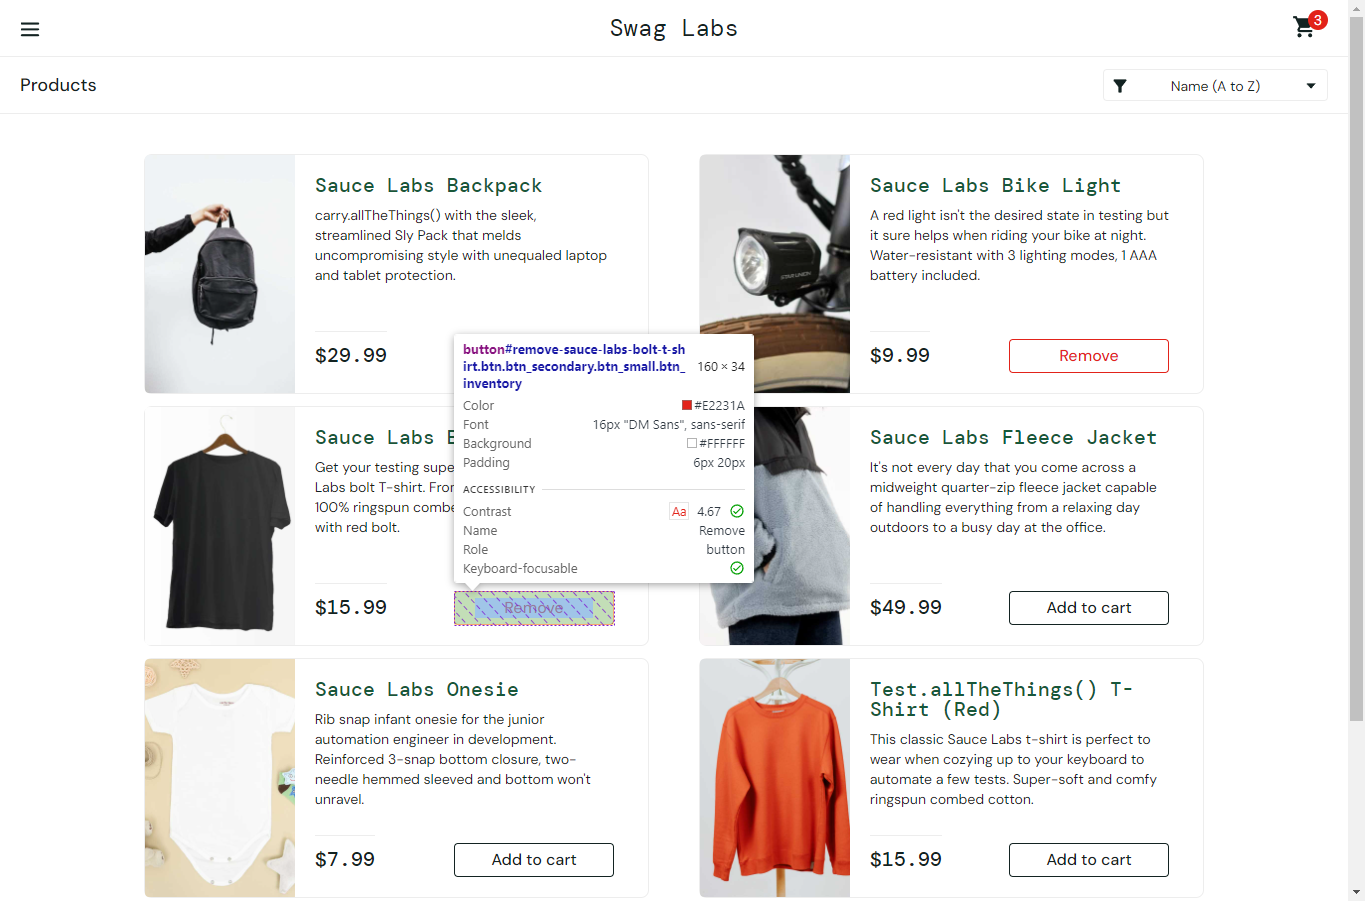 Swag Labs
3
Products
Name (A to Z)
Sauce Labs Backpack
carry.allTheThings() with the sleek,
streamlined Sly Pack that melds
uncompromising style with unequaled laptop
and tablet protection.
$29.99
Sauce Labs Bike Light
A red light isn't the desired state in testing but
it sure helps when riding your bike at night.
Water-resistant with 3 lighting modes, 1 AAA
battery included.
$9.99
Remove
button#remove-sauce-labs-bolt-t-sh
irt.btn.btn_secondary.btn_small.btn_
inventory
160 × 34
Color #E2231A
Font 16px "DM Sans", sans-serif
Background #FFFFFF
Padding 6px 20px
ACCESSIBILITY
Contrast Aa 4.67
Name Remove
Role button
Keyboard-focusable
Sauce Labs
Get your testing supe
Labs bolt T-shirt. From
100% ringspun combe
with red bolt.
$15.99
Remove
Sauce Labs Fleece Jacket
It's not every day that you come across a
midweight quarter-zip fleece jacket capable
of handling everything from a relaxing day
outdoors to a busy day at the office.
$49.99
Add to cart
Sauce Labs Onesie
Rib snap infant onesie for the junior
automation engineer in development.
Reinforced 3-snap bottom closure, two-
needle hemmed sleeved and bottom won't
unravel.
$7.99
Add to cart
Test.allTheThings() T-
Shirt (Red)
This classic Sauce Labs t-shirt is perfect to
wear when cozying up to your keyboard to
automate a few tests. Super-soft and comfy
ringspun combed cotton.
$15.99
Add to cart